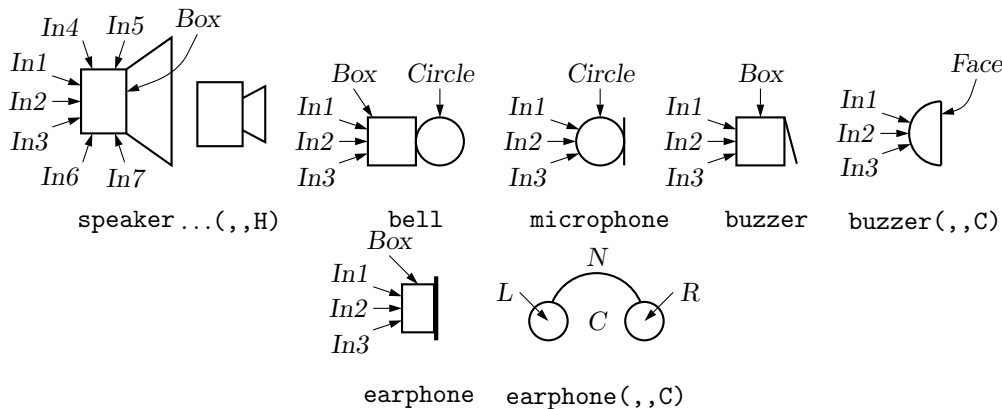 In4 In5 Box
In1
In2
In3
In6 In7
speaker ...(,,H)
Box Circle
In1
In2
In3
bell
Circle
In1
In2
In3
microphone
Box
In1
In2
In3
buzzer
Face
In1
In2
In3
buzzer(,,C)
Box
In1
In2
In3
earphone
N
L C R
earphone(,,C)